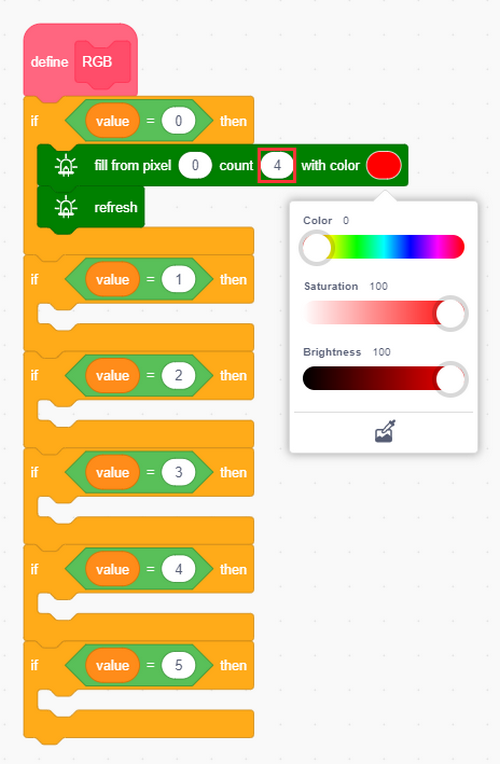 define RGB
if value = 0 then
fill from pixel 0 count 4 with color
refresh
Color 0
Saturation 100
Brightness 100
if value = 1 then
if value = 2 then
if value = 3 then
if value = 4 then
if value = 5 then